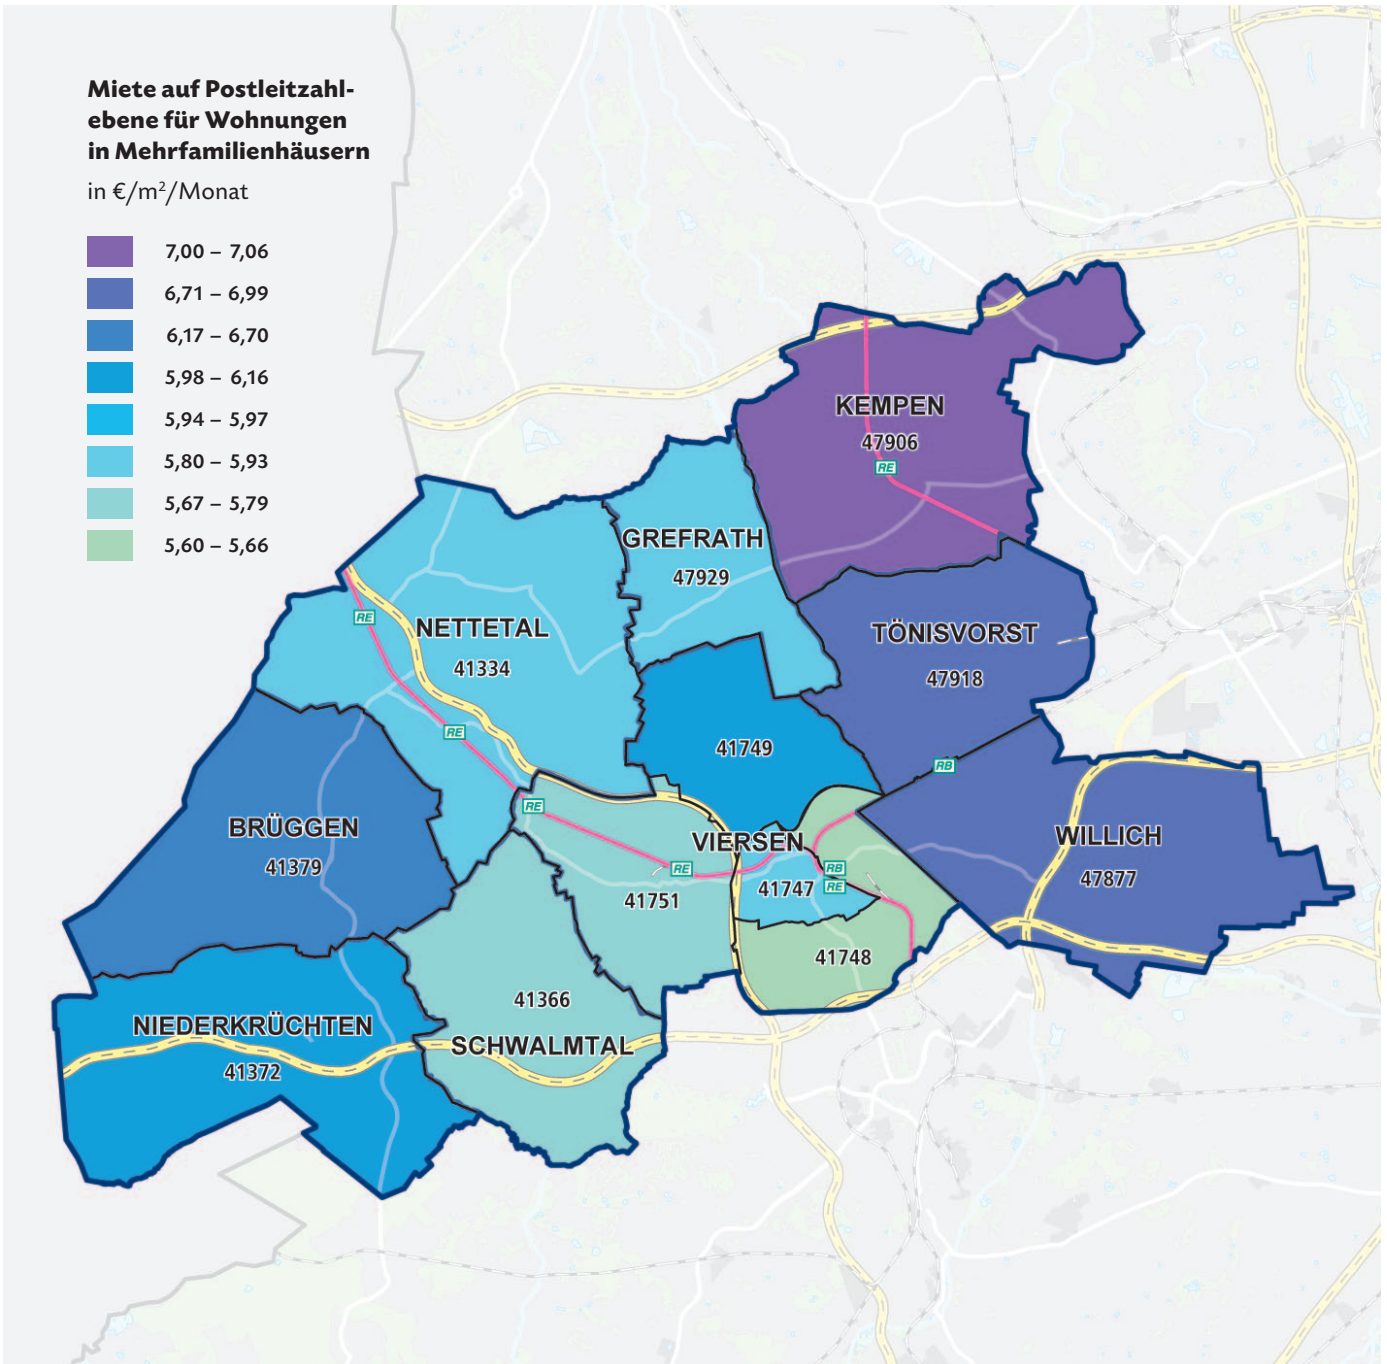 Miete auf Postleitzahl-
ebene für Wohnungen
in Mehrfamilienhäusern
in €/m²/Monat
7,00 – 7,06
6,71 – 6,99
6,17 – 6,70
5,98 – 6,16
5,94 – 5,97
5,80 – 5,93
5,67 – 5,79
5,60 – 5,66
KEMPEN
47906
RE
GREFRATH
47929
RE
NETTETAL
41334
TÖNISVORST
47918
RE
41749
RB
RE
BRÜGGEN
41379
VIERSEN
WILLICH
47877
RE
RB
RE
41747
41751
41748
41366
NIEDERKRÜCHTEN
41372
SCHWALMTAL